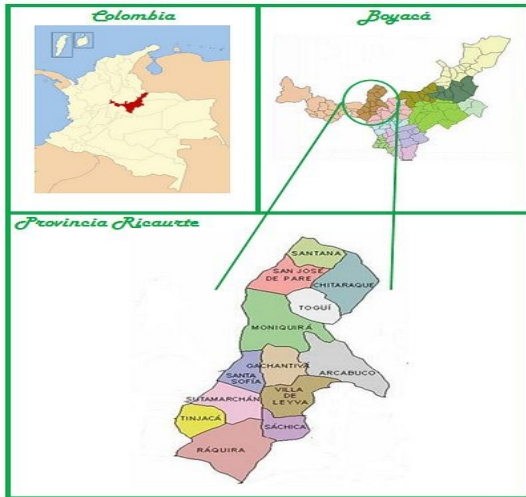 Colombia
Boyacá
Provincia Ricaurte
SANTANA
SAN JOSÉ
DE PARE
CHITARAQUE
TOGÜÍ
MONIQUIRÁ
GACHANTIVÁ
ARCABUCO
SANTA
SOFÍA
VILLA
DE
LEYVA
SUTAMARCHÁN
TINJACÁ
SÁCHICA
RÁQUIRA